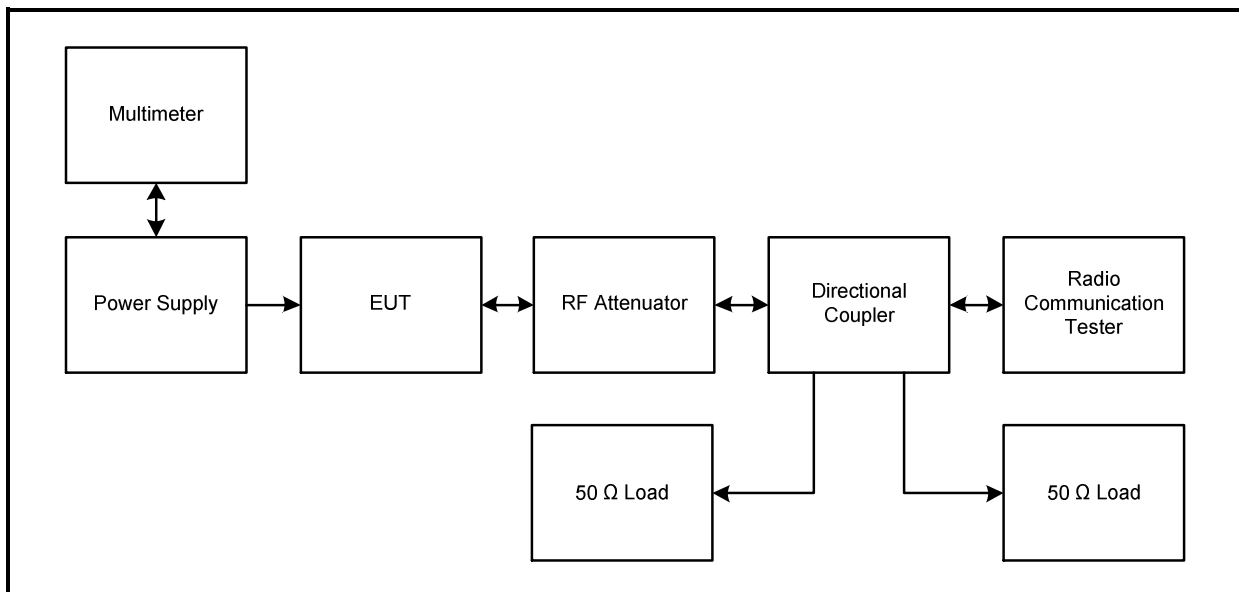 Multimeter
Power Supply
EUT
RF Attenuator
Directional
Coupler
Radio
Communication
Tester
50 Ω Load
50 Ω Load